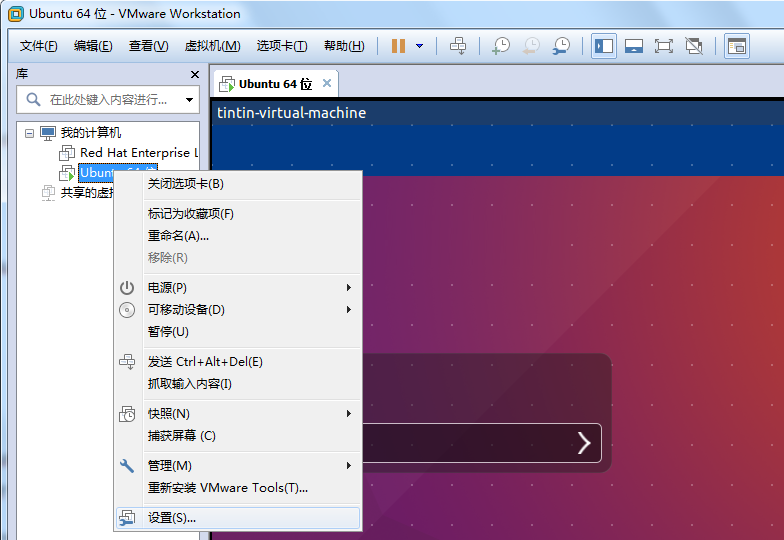 Ubuntu 64 位 - VMware Workstation
文件(F) 编辑(E) 查看(V) 虚拟机(M) 选项卡(T) 帮助(H)
库
在此处键入内容进行...
Ubuntu 64 位
tintin-virtual-machine
我的计算机
Red Hat Enterprise L
Ubuntu 64 位
共享的虚拟
关闭选项卡(B)
标记为收藏项(F)
重命名(A)...
移除(R)
电源(P)
可移动设备(D)
暂停(U)
发送 Ctrl+Alt+Del(E)
抓取输入内容(I)
快照(N)
捕获屏幕 (C)
管理(M)
重新安装 VMware Tools(T)...
设置(S)...